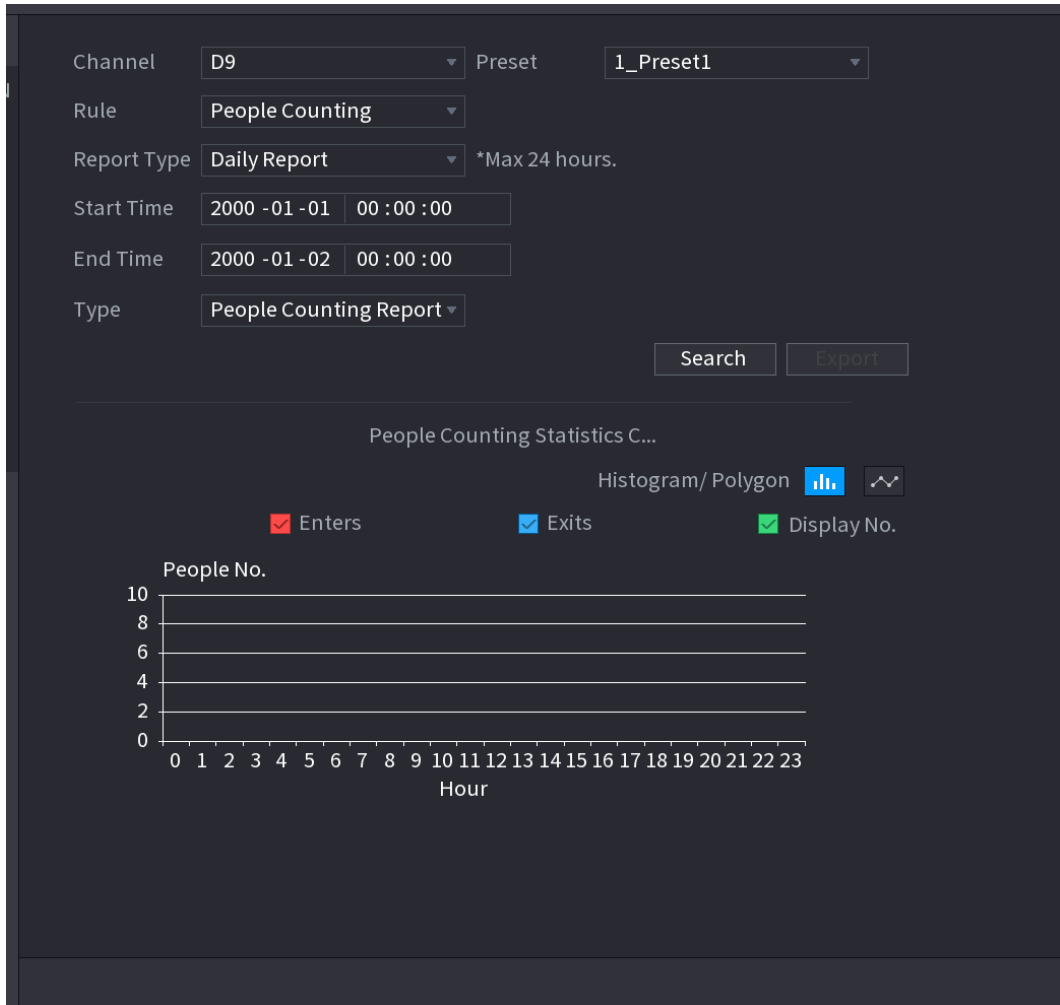 Channel D9 Preset 1_Preset1
Rule People Counting
Report Type Daily Report *Max 24 hours.
Start Time 2000 -01 -01 00 : 00 : 00
End Time 2000 -01 -02 00 : 00 : 00
Type People Counting Report
Search Export
People Counting Statistics C...
Histogram/ Polygon
Enters Exits Display No.
People No.
10
8
6
4
2
0
0 1 2 3 4 5 6 7 8 9 10 11 12 13 14 15 16 17 18 19 20 21 22 23
Hour